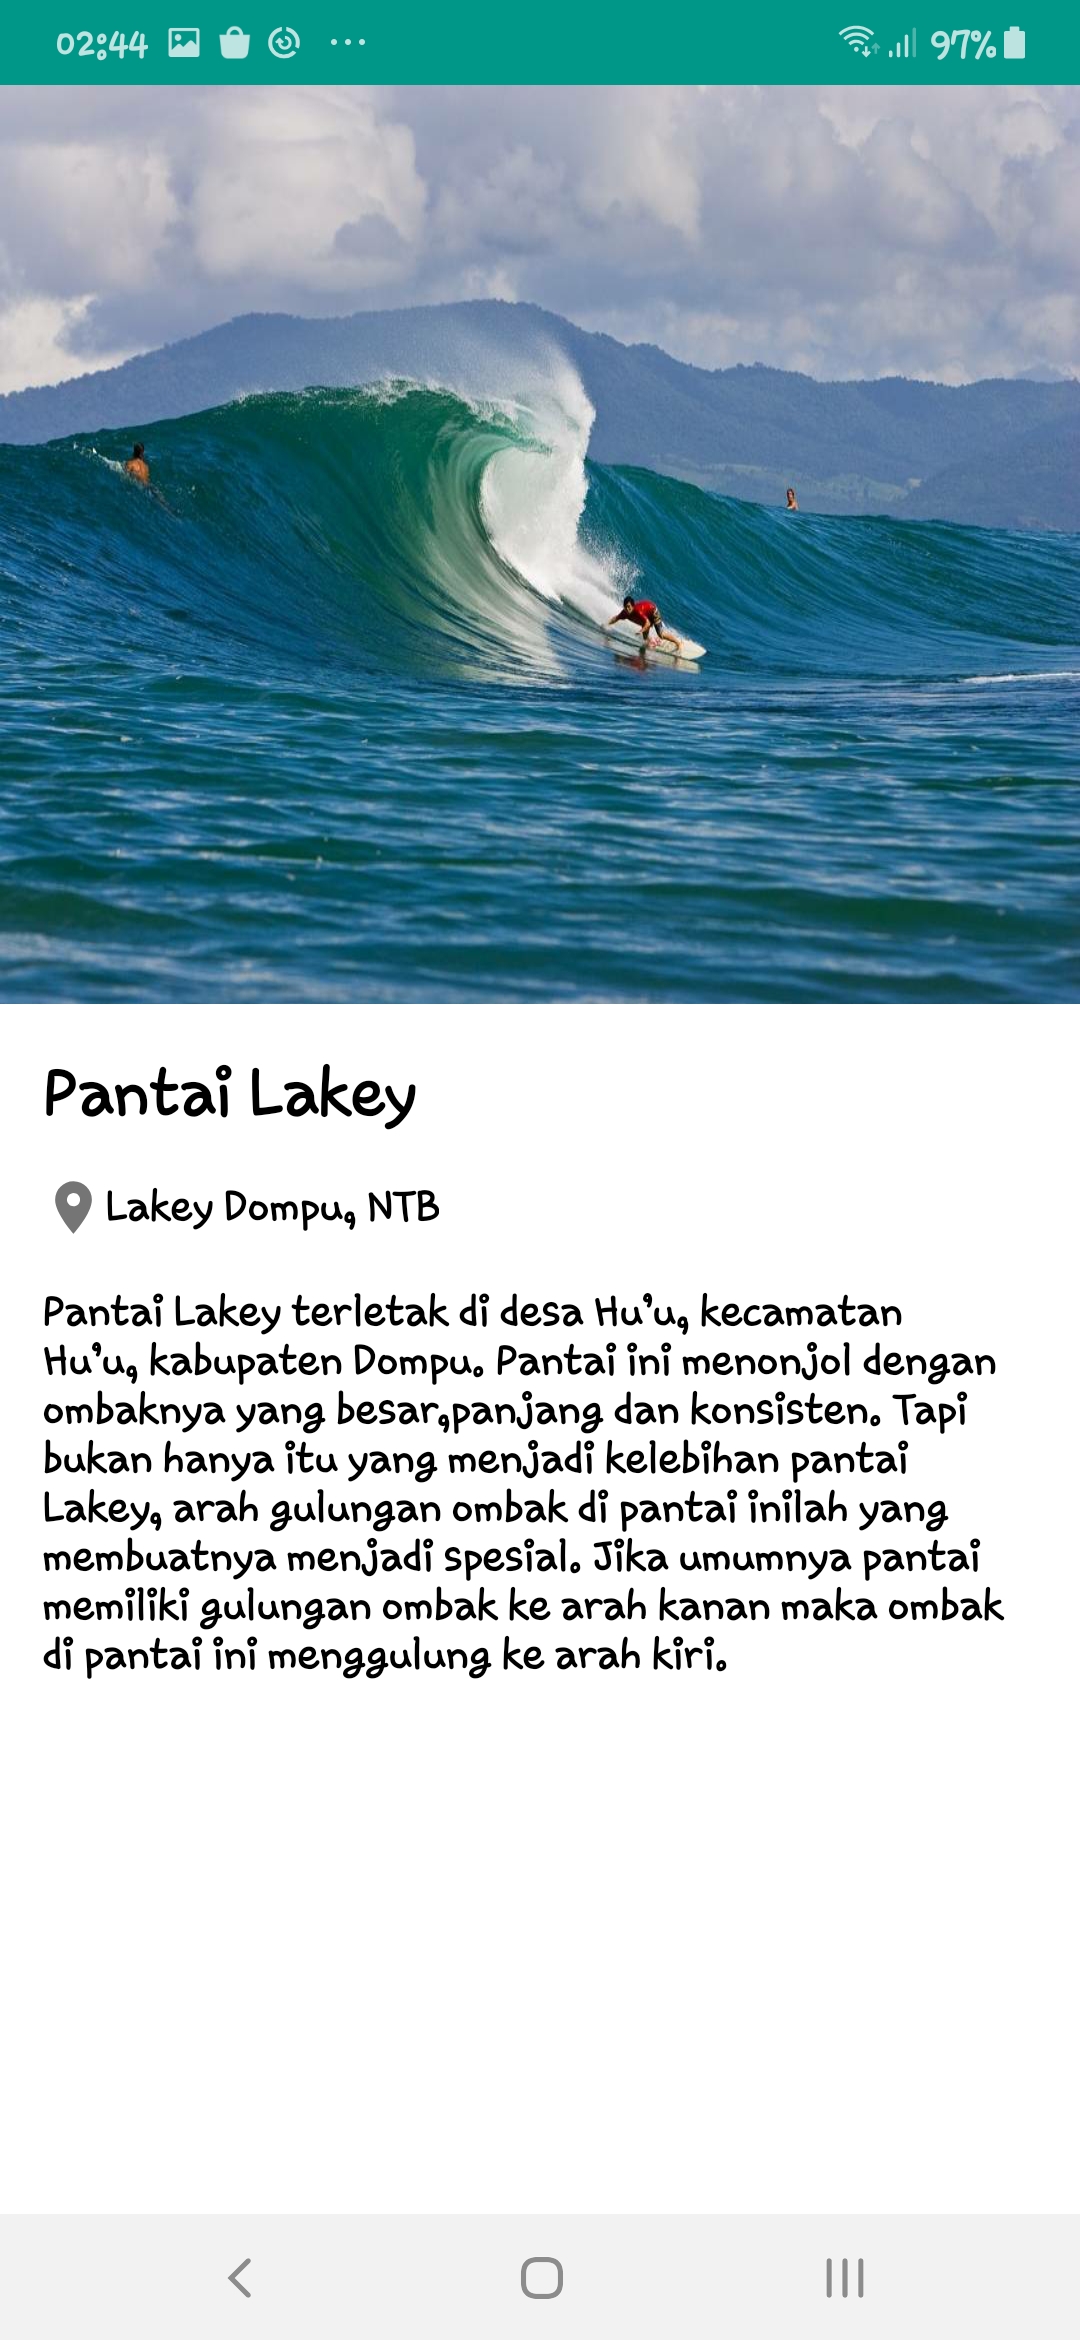 02:44 97%
Pantai Lakey
Lakey Dompu, NTB
Pantai Lakey terletak di desa Hu’u, kecamatan
Hu’u, kabupaten Dompu. Pantai ini menonjol dengan
ombaknya yang besar,panjang dan konsisten. Tapi
bukan hanya itu yang menjadi kelebihan pantai
Lakey, arah gulungan ombak di pantai inilah yang
membuatnya menjadi spesial. Jika umumnya pantai
memiliki gulungan ombak ke arah kanan maka ombak
di pantai ini menggulung ke arah kiri.